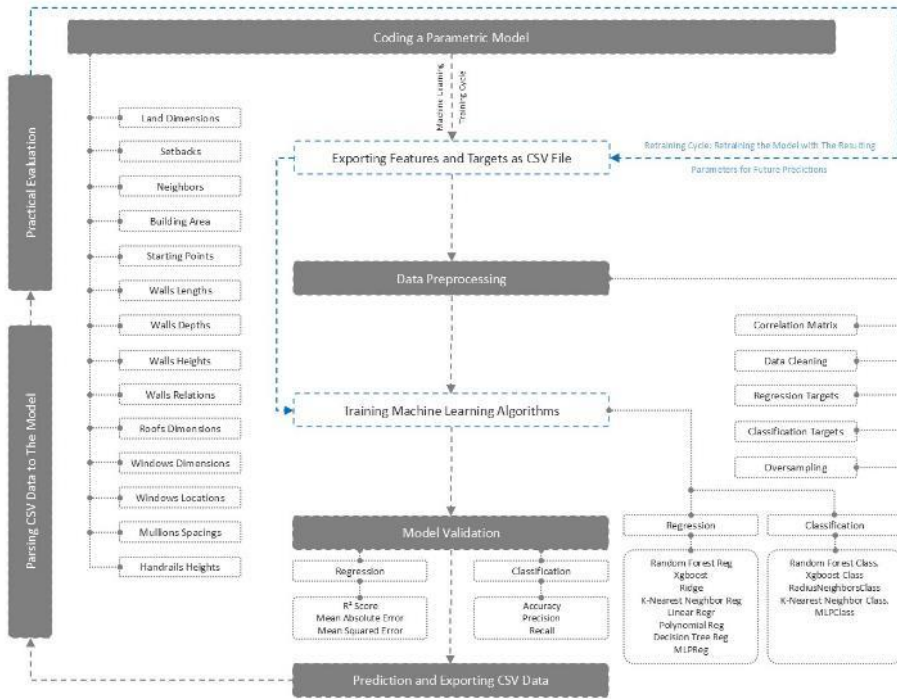 Coding a Parametric Model
Machine Learning
Training Cycle
Practical Evaluation
Parsing CSV Data to The Model
Land Dimensions
Setbacks
Neighbors
Building Area
Starting Points
Walls Lengths
Walls Depths
Walls Heights
Walls Relations
Roofs Dimensions
Windows Dimensions
Windows Locations
Mullions Spacings
Handrails Heights
Exporting Features and Targets as CSV File
Retraining Cycle: Retraining the Model with The Resulting
Parameters for Future Predictions
Data Preprocessing
Correlation Matrix
Data Cleaning
Regression Targets
Classification Targets
Oversampling
Training Machine Learning Algorithms
Regression
Random Forest Reg
Xgboost
Ridge
K-Nearest Neighbor Reg
Linear Regr
Polynomial Reg
Decision Tree Reg
MLPReg
Classification
Random Forest Class.
Xgboost Class
RadiusNeighborsClass
K-Nearest Neighbor Class.
MLPClass
Model Validation
Regression
R² Score
Mean Absolute Error
Mean Squared Error
Classification
Accuracy
Precision
Recall
Prediction and Exporting CSV Data